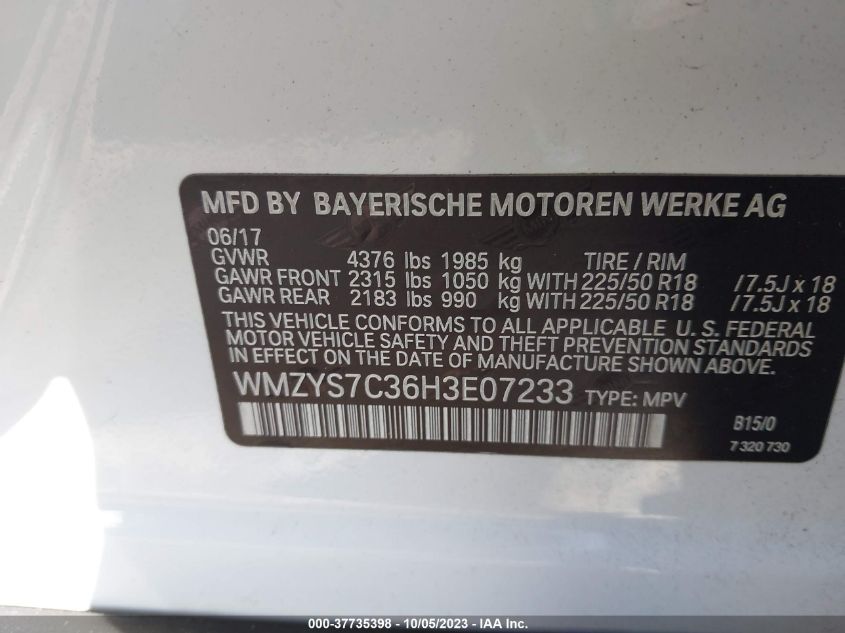 MFD BY BAYERISCHE MOTOREN WERKE AG
06/17
GVWR 4376 lbs 1985 kg TIRE / RIM
GAWR FRONT 2315 lbs 1050 kg WITH 225/50 R18 / 7.5J x 18
GAWR REAR 2183 lbs 990 kg WITH 225/50 R18 / 7.5J x 18
THIS VEHICLE CONFORMS TO ALL APPLICABLE U. S. FEDERAL
MOTOR VEHICLE SAFETY AND THEFT PREVENTION STANDARDS
IN EFFECT ON THE DATE OF MANUFACTURE SHOWN ABOVE.
WMZYS7C36H3E07233 TYPE: MPV
B15/0
7 320 730
000-37735398 - 10/05/2023 - IAA Inc.